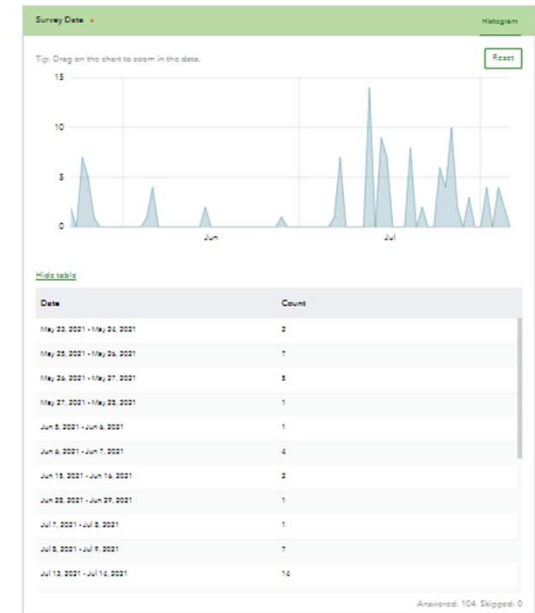 Survey Date Histogram
Tip: Drag on the chart to zoom in the data. Reset
15
10
5
0
Jun Jul
Hide table
Date Count
May 23, 2021 - May 24, 2021 2
May 25, 2021 - May 26, 2021 7
May 26, 2021 - May 27, 2021 5
May 27, 2021 - May 28, 2021 1
Jun 5, 2021 - Jun 6, 2021 1
Jun 6, 2021 - Jun 7, 2021 4
Jun 15, 2021 - Jun 16, 2021 2
Jun 28, 2021 - Jun 29, 2021 1
Jul 7, 2021 - Jul 8, 2021 1
Jul 8, 2021 - Jul 9, 2021 7
Jul 13, 2021 - Jul 14, 2021 14
Answered: 104 Skipped: 0